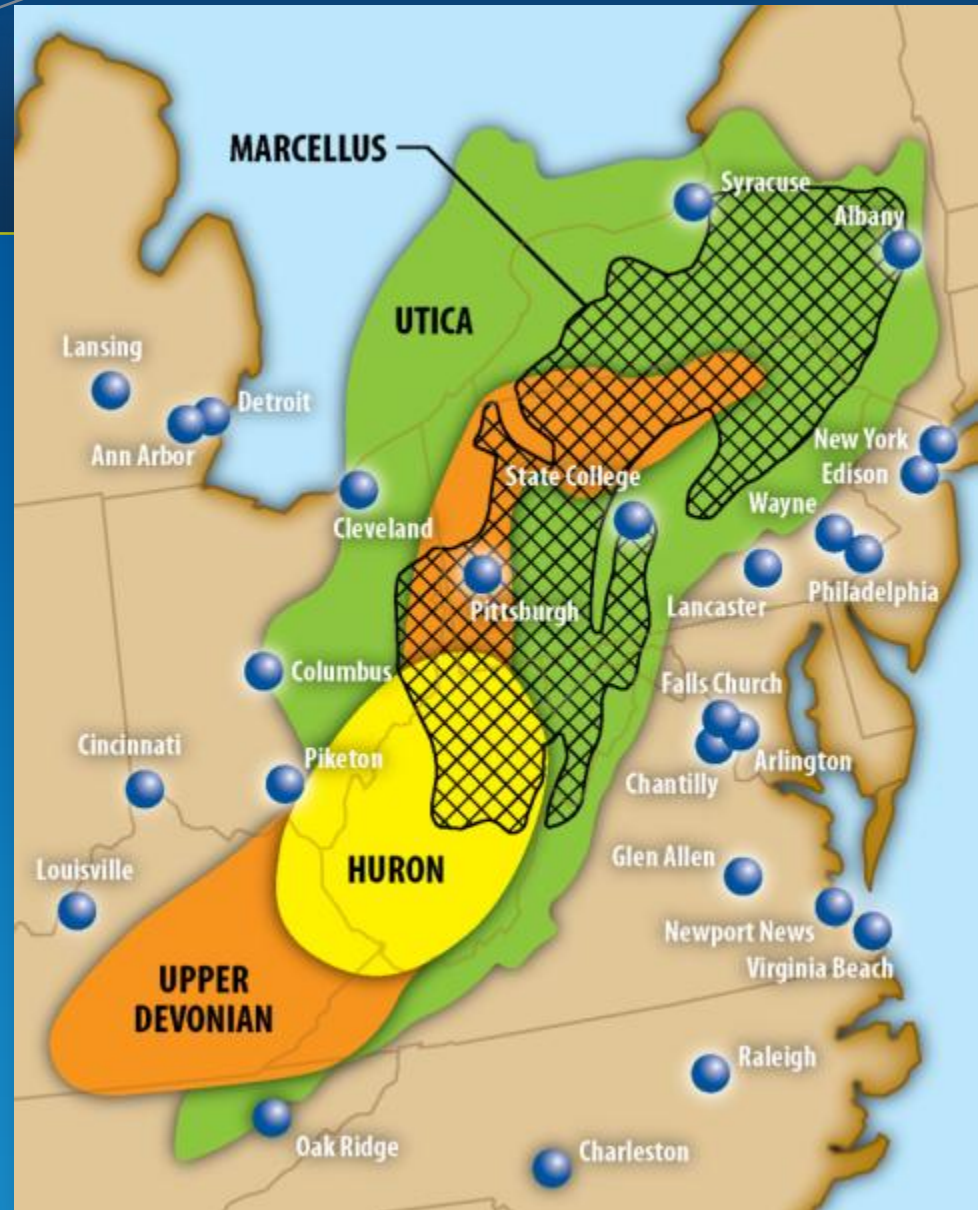 MARCELLUS
Syracuse
Albany
UTICA
Lansing
Detroit
Ann Arbor
New York
Edison
State College
Wayne
Cleveland
Pittsburgh
Lancaster
Philadelphia
Columbus
Falls Church
Cincinnati
Piketon
Arlington
Chantilly
Louisville
HURON
Glen Allen
Newport News
Virginia Beach
UPPER
DEVONIAN
Raleigh
Oak Ridge
Charleston